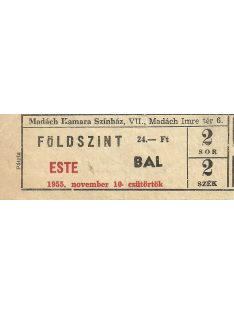 Madách Kamara Színház, VII., Madách Imre tér 6.
FÖLDSZINT 24.— Ft
2
SOR
ESTE BAL
2
SZÉK
1955, november 10. csütörtök